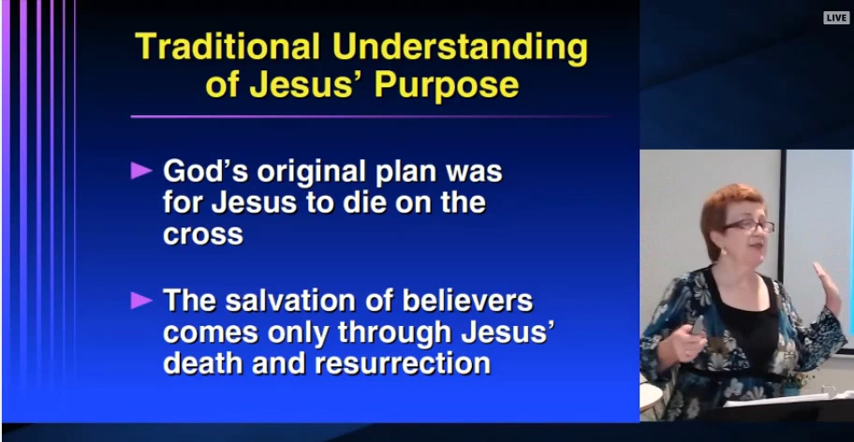 LIVE
Traditional Understanding
of Jesus’ Purpose
God’s original plan was
for Jesus to die on the
cross
The salvation of believers
comes only through Jesus’
death and resurrection